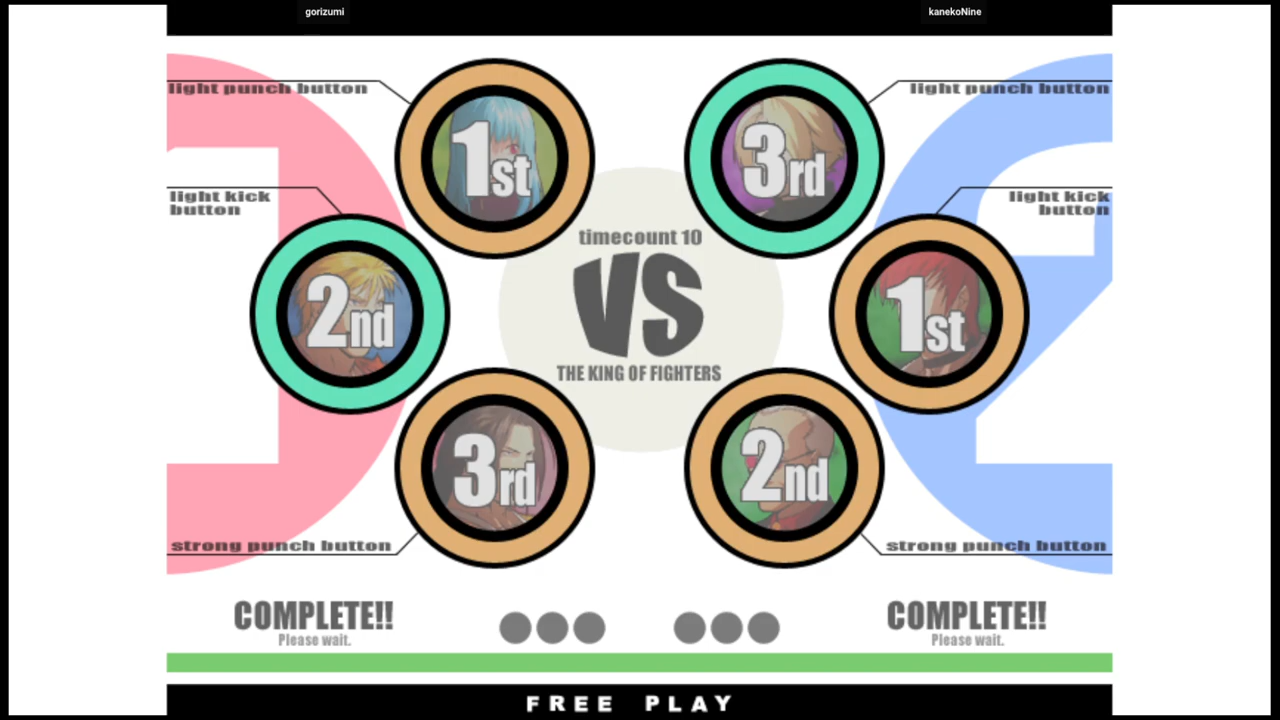 gorizumi
kanekoNine
light punch button
light punch button
1st
3rd
light kick
button
light kick
button
timecount 10
VS
THE KING OF FIGHTERS
2nd
1st
3rd
2nd
strong punch button
strong punch button
COMPLETE!!
Please wait.
COMPLETE!!
Please wait.
FREE PLAY